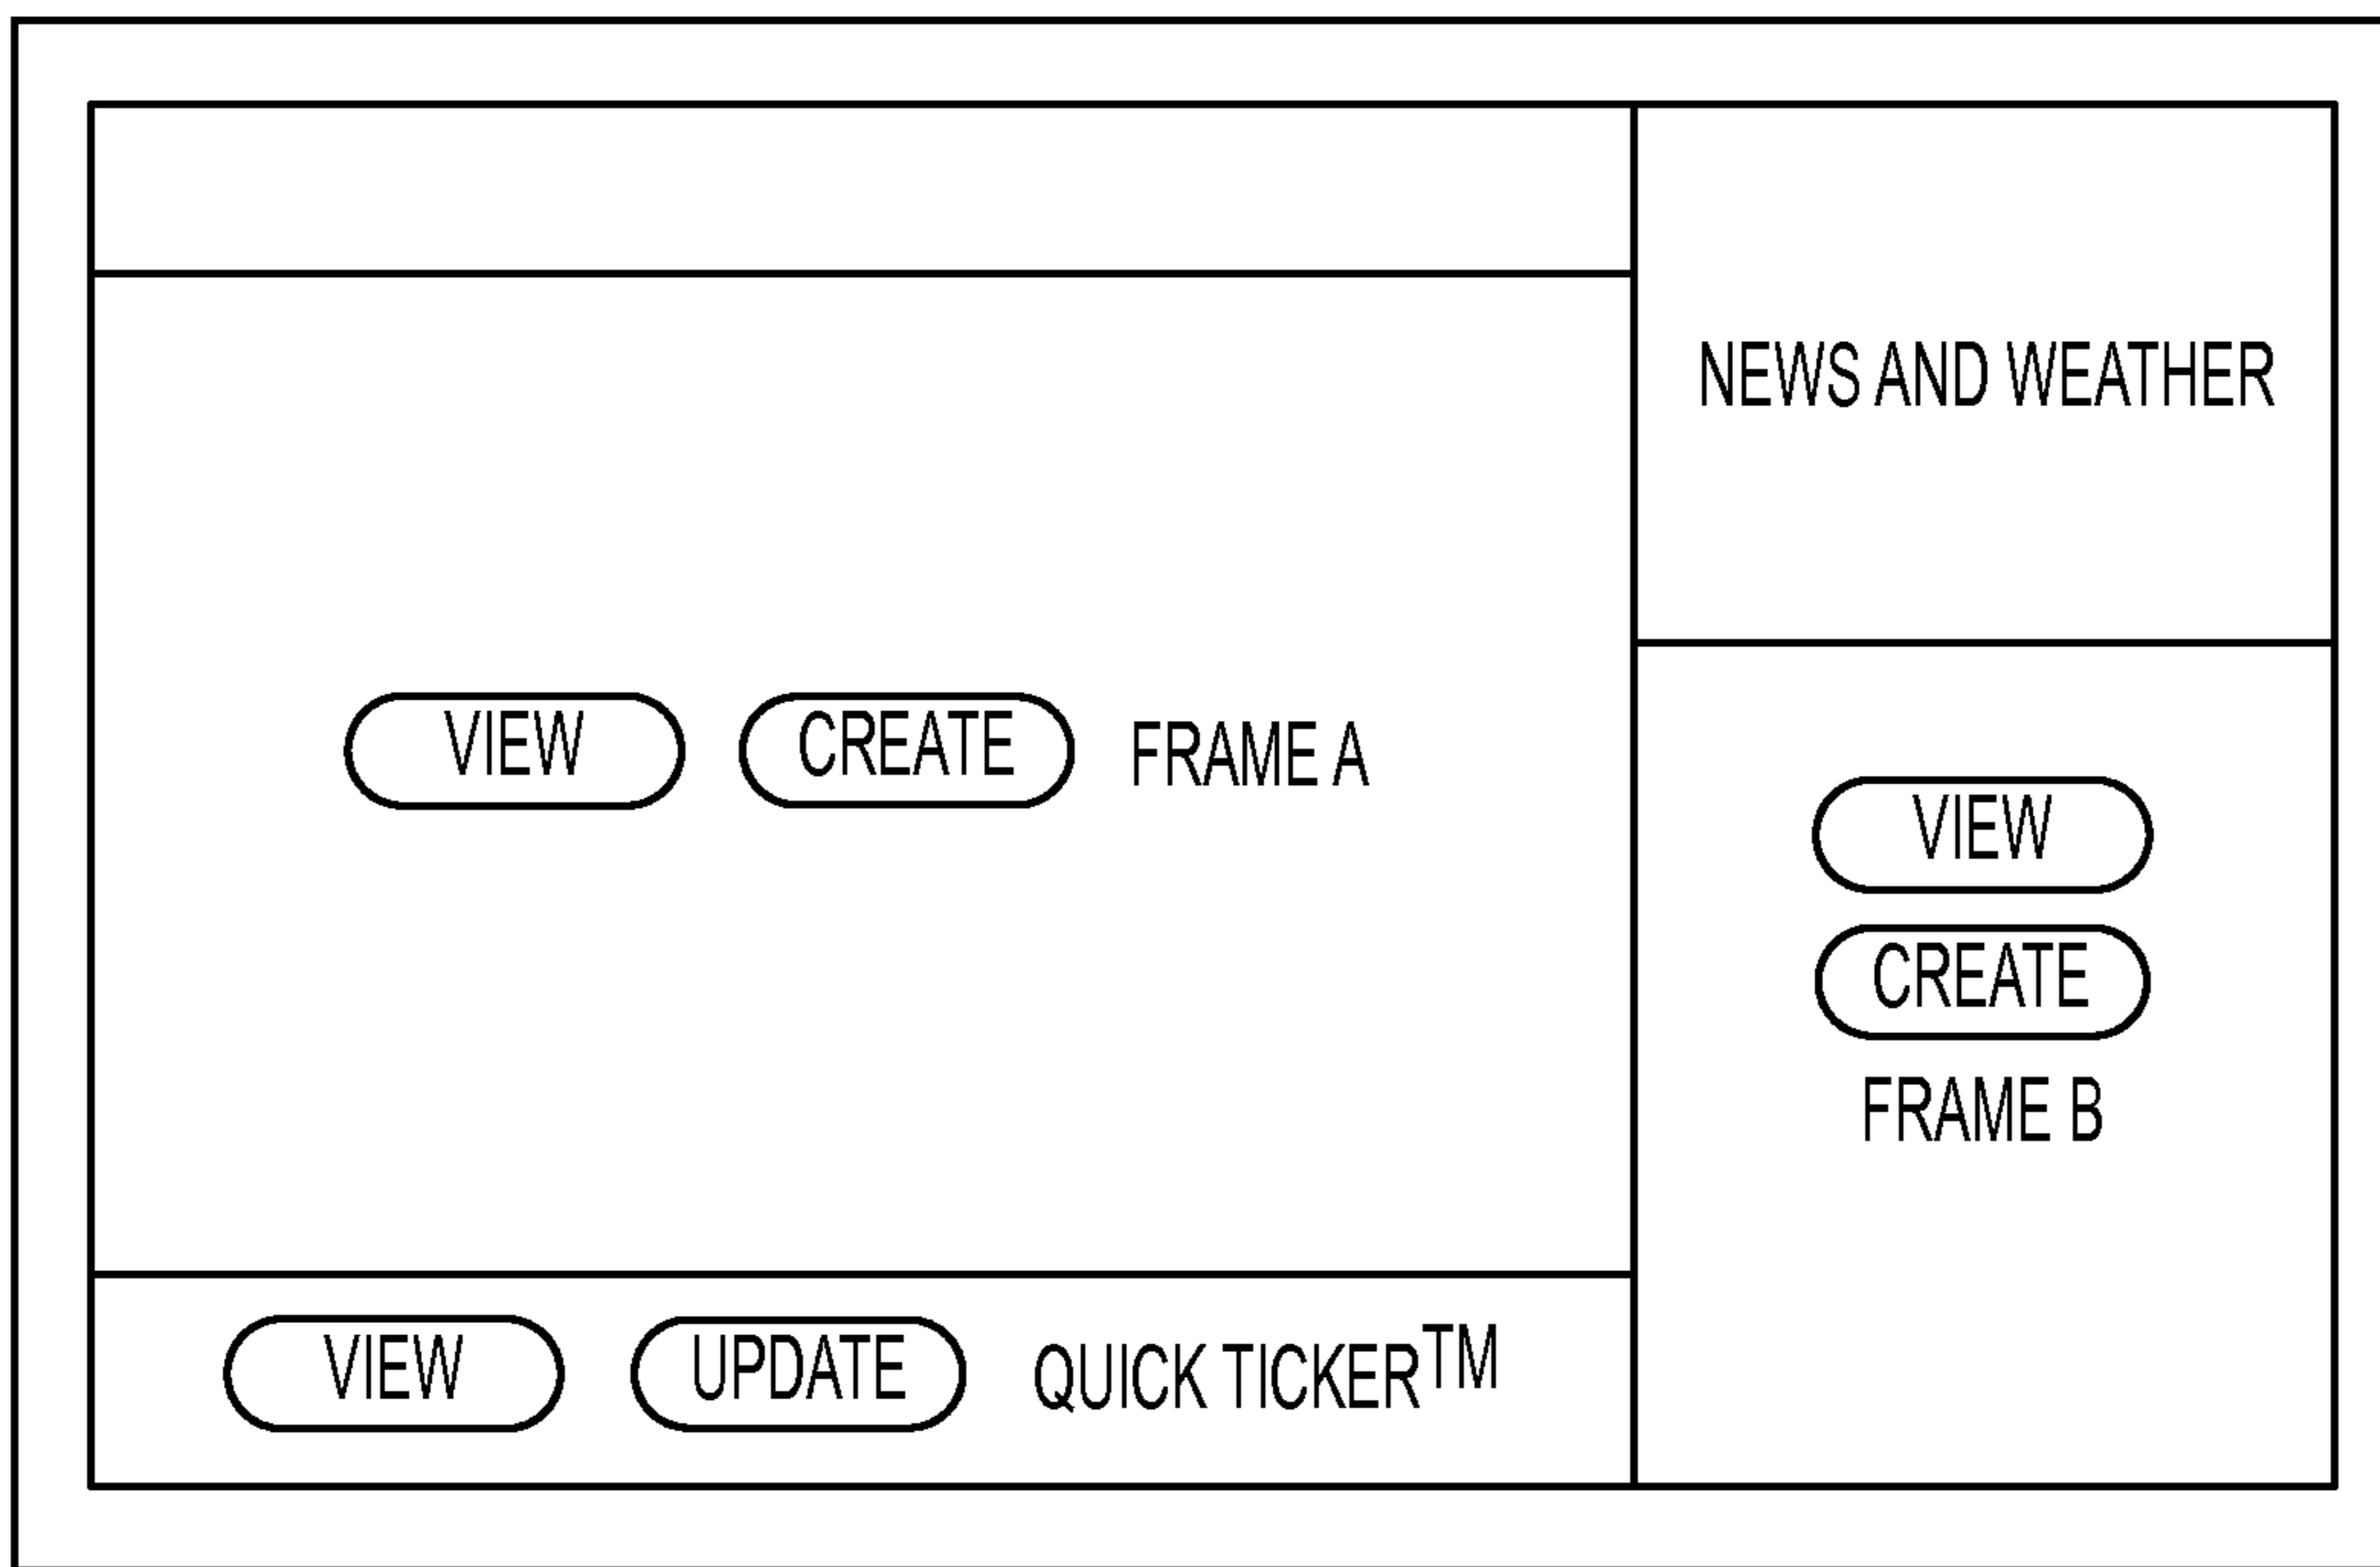 NEWS AND WEATHER
VIEW CREATE FRAME A
VIEW
CREATE
FRAME B
VIEW UPDATE QUICK TICKER™